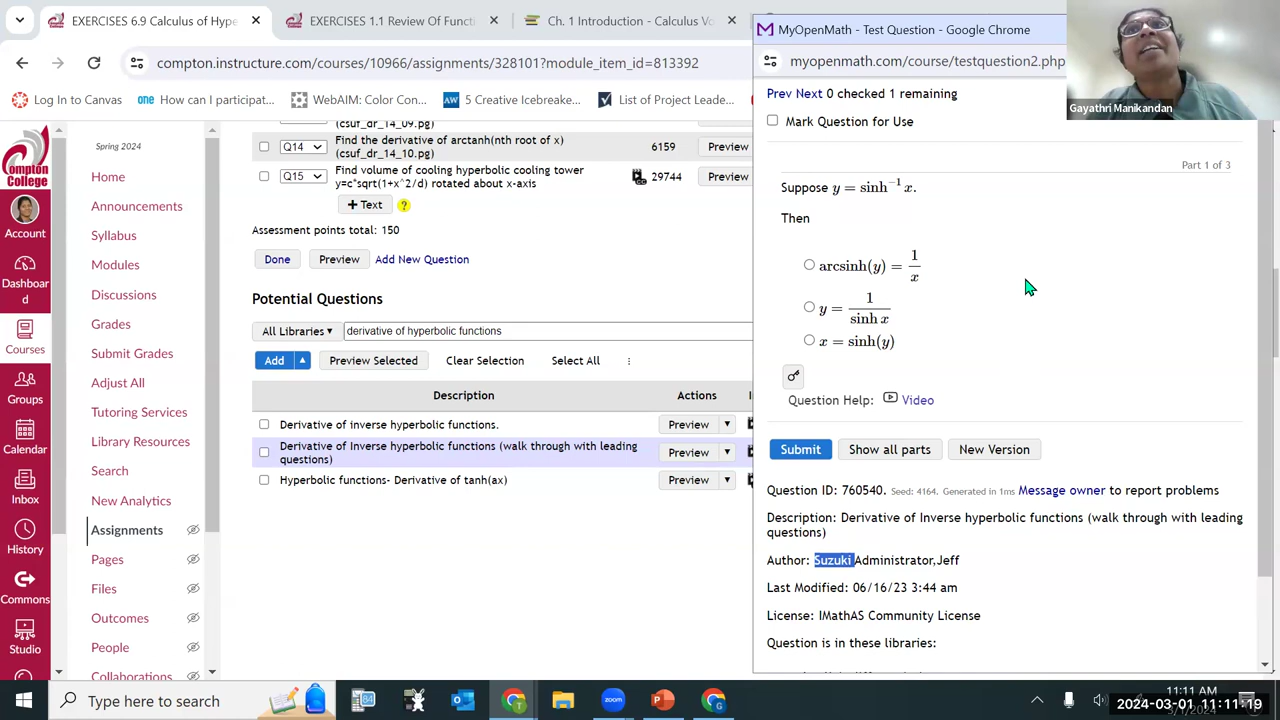 EXERCISES 6.9 Calculus of Hype
EXERCISES 1.1 Review Of Functi
Ch. 1 Introduction - Calculus Vo
MyOpenMath - Test Question - Google Chrome
compton.instructure.com/courses/10966/assignments/328101?module_item_id=813392
myopenmath.com/course/testquestion2.php
Log In to Canvas
one How can I participat...
WebAIM: Color Con...
AW 5 Creative Icebreake...
List of Project Leade...
Gayathri Manikandan
Compton
COLLEGE
Account
Dashboar
d
Courses
Groups
Calendar
Inbox
History
Commons
Studio
Spring 2024
Home
Announcements
Syllabus
Modules
Discussions
Grades
Submit Grades
Adjust All
Tutoring Services
Library Resources
Search
New Analytics
Assignments
Pages
Files
Outcomes
People
Collaborations
(csuf_dr_14_09.pg)
Q14 Find the derivative of arctanh(nth root of x)
(csuf_dr_14_10.pg) 6159 Preview
Q15 Find volume of cooling hyperbolic cooling tower
y=c*sqrt(1+x^2/d) rotated about x-axis 29744 Preview
+ Text ?
Assessment points total: 150
Done Preview Add New Question
Potential Questions
All Libraries▾ derivative of hyperbolic functions
Add Preview Selected Clear Selection Select All
Description Actions
Derivative of inverse hyperbolic functions. Preview
Derivative of Inverse hyperbolic functions (walk through with leading
questions) Preview
Hyperbolic functions- Derivative of tanh(ax) Preview
Prev Next 0 checked 1 remaining
Mark Question for Use
Part 1 of 3
Suppose y = sinh⁻¹ x.
Then
arcsinh(y) = 1/x
y = 1/sinh x
x = sinh(y)
Question Help: Video
Submit Show all parts New Version
Question ID: 760540. Seed: 4164. Generated in 1ms Message owner to report problems
Description: Derivative of Inverse hyperbolic functions (walk through with leading
questions)
Author: Suzuki Administrator,Jeff
Last Modified: 06/16/23 3:44 am
License: IMathAS Community License
Question is in these libraries:
Type here to search
zoom
11:11 AM
2024-03-01 11:11:19